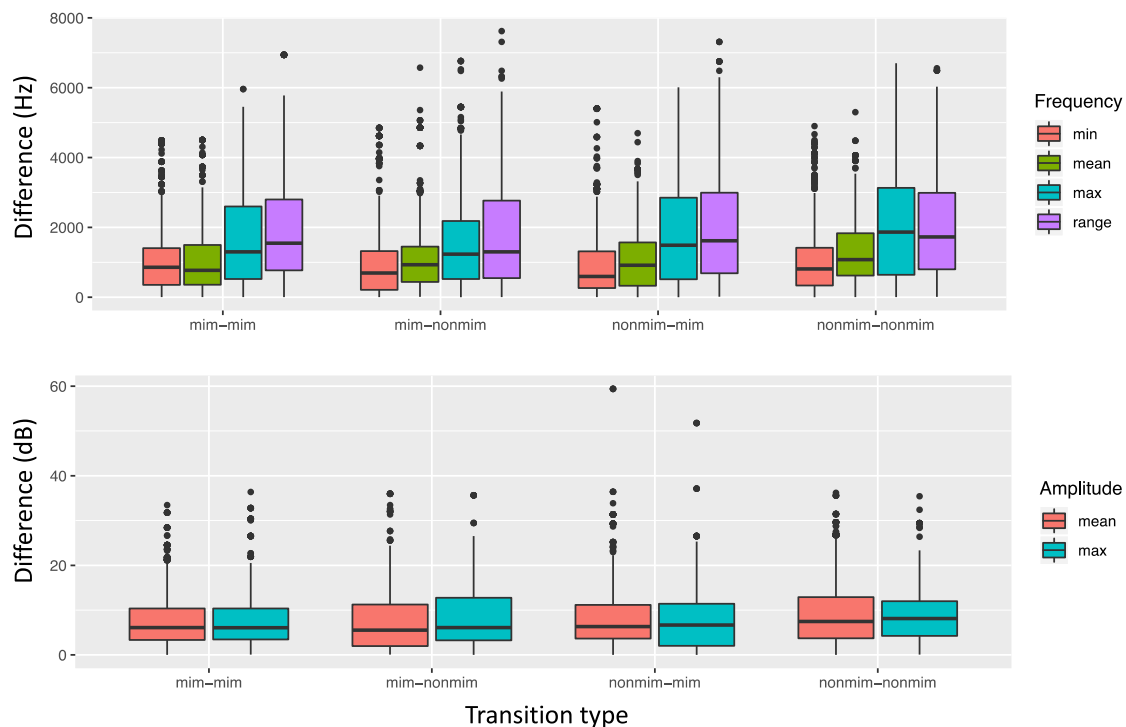 8000
6000
4000
2000
0
Difference (Hz)
mim−mim
mim−nonmim
nonmim−mim
nonmim−nonmim
Frequency
min
mean
max
range
60
40
20
0
Difference (dB)
mim−mim
mim−nonmim
nonmim−mim
nonmim−nonmim
Transition type
Amplitude
mean
max